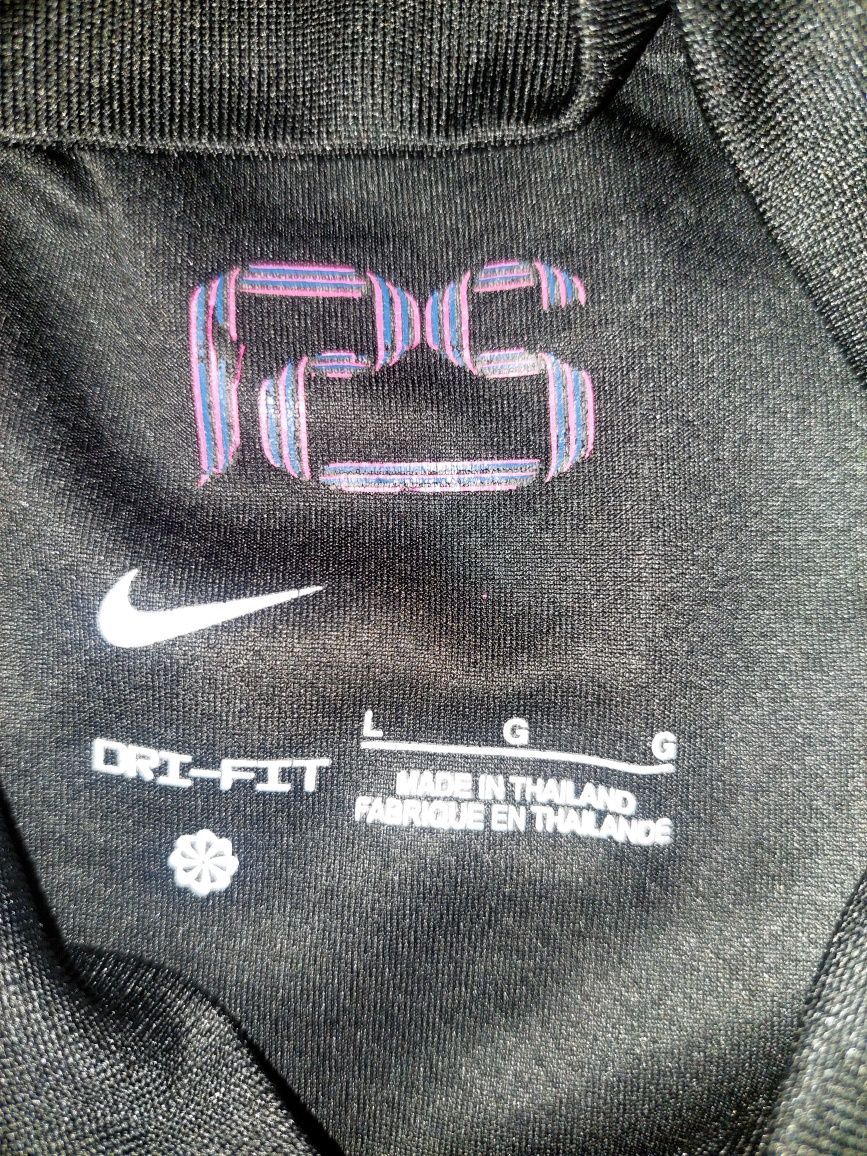 DRI-FIT
L G G
MADE IN THAILAND
FABRIQUE EN THAILANDE